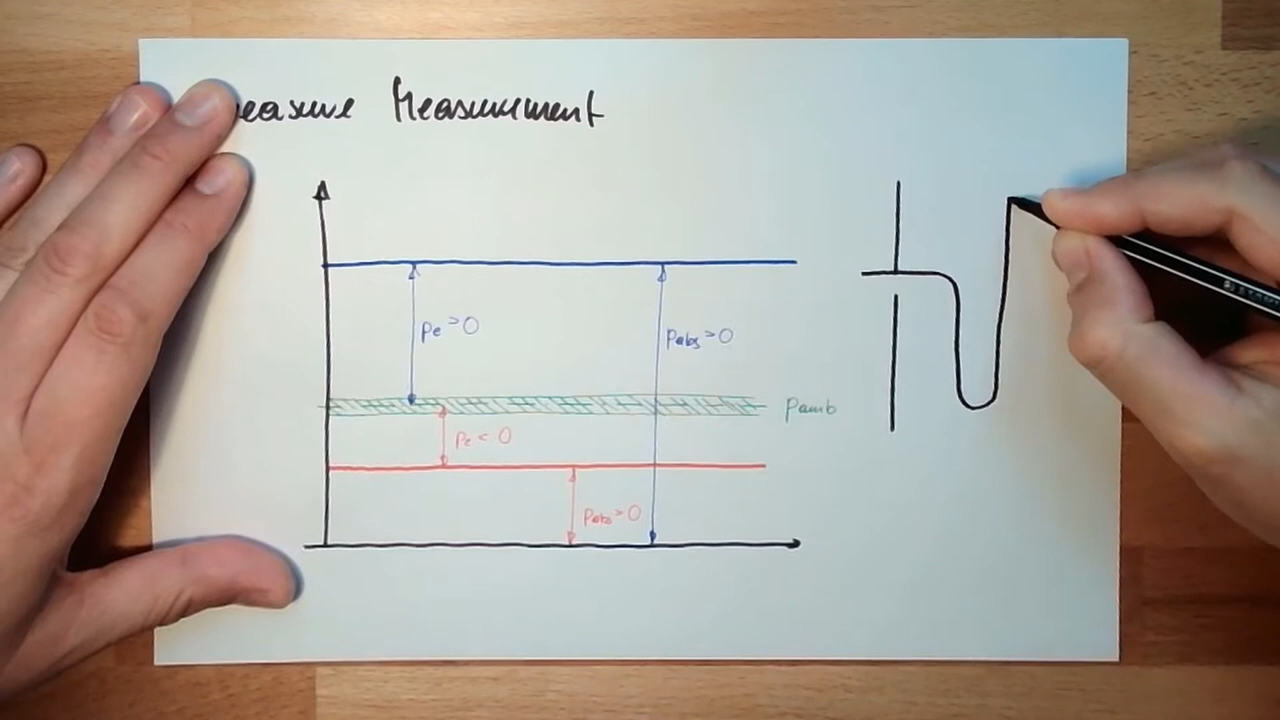 easure Measurement
pe > 0
pabs > 0
pamb
pe < 0
pabs > 0